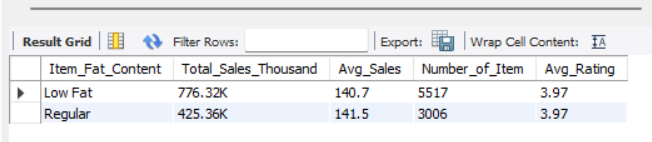 Result Grid Filter Rows: Export: Wrap Cell Content:
Item_Fat_Content Total_Sales_Thousand Avg_Sales Number_of_Item Avg_Rating
Low Fat 776.32K 140.7 5517 3.97
Regular 425.36K 141.5 3006 3.97